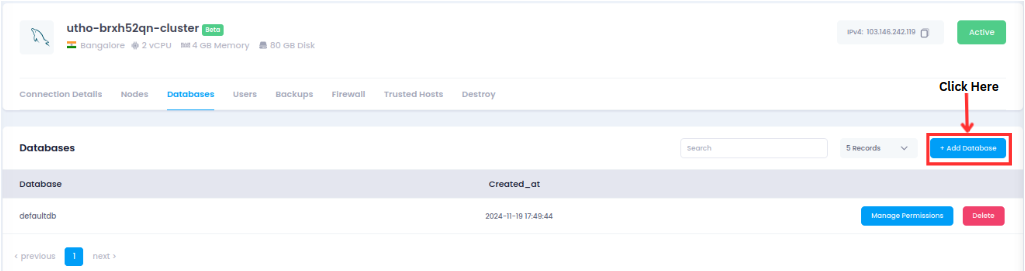 utho-brxh52qn-cluster Beta
Bangalore 2 vCPU 4 GB Memory 80 GB Disk
IPv4: 103.146.242.119
Active
Connection Details Nodes Databases Users Backups Firewall Trusted Hosts Destroy
Click Here
Databases
Search
5 Records
+ Add Database
Database Created_at
defaultdb 2024-11-19 17:49:44 Manage Permissions Delete
‹ previous 1 next ›